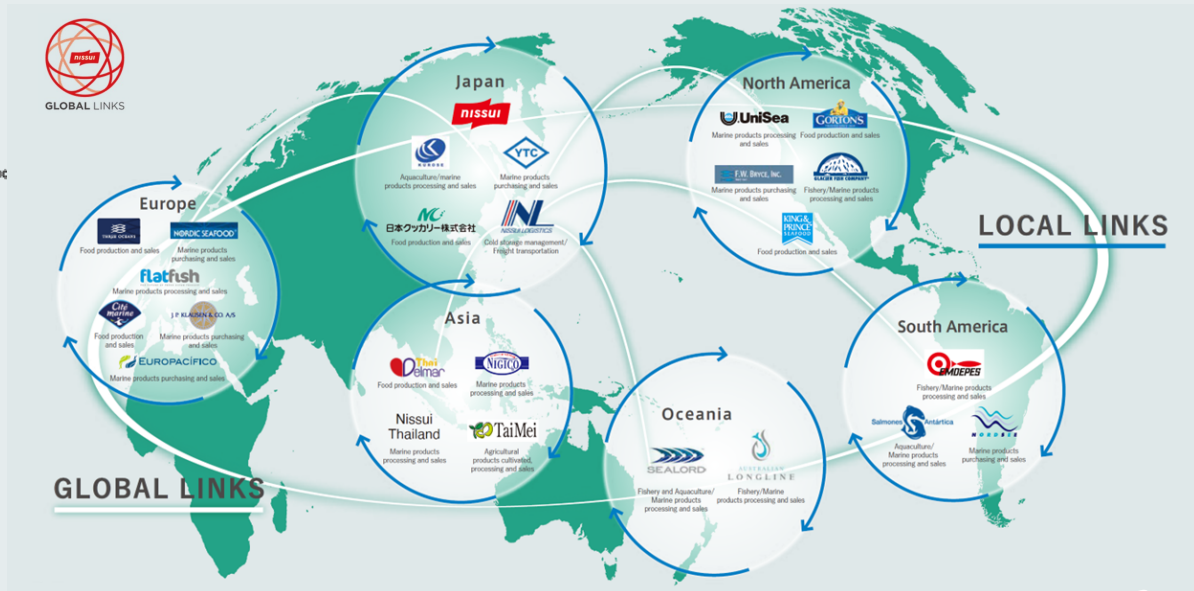 nissui
GLOBAL LINKS
Japan
nissui
KUROSE
Aquaculture/marine
products processing and sales
YTC
Marine products
purchasing and sales
日本クッカリー株式会社
Food production and sales
NL
NISSUI LOGISTICS
Cold storage management/
Freight transportation
North America
UniSea
Marine products processing
and sales
GORTON'S
Food production and sales
F.W. BRYCE, INC.
Marine products purchasing
and sales
GLACIER FISH COMPANY
Fishery/Marine products
processing and sales
KING &
PRINCE
SEAFOOD
Food production and sales
Europe
THREE OCEANS
Food production and sales
NORDIC SEAFOOD
Marine products
purchasing and sales
flatfish
Marine products processing and sales
Cité
marine
Food production
and sales
J.P. KLAUSEN & CO. A/S
Marine products purchasing
and sales
EUROPACÍFICO
Marine products purchasing and sales
LOCAL LINKS
Asia
Thai
Delmar
Food production and sales
NIGICO
Marine products
purchasing and sales
Nissui
Thailand
Marine products
processing and sales
TaiMei
Agricultural
products cultivated,
processing and sales
Oceania
SEALORD
Fishery and Aquaculture/
Marine products
processing and sales
AUSTRALIAN
LONGLINE
Fishery/Marine
products processing and sales
South America
EMDEPES
Fishery/Marine products
processing and sales
Salmones Antártica
Aquaculture/
Marine products
processing and sales
NORDSEE
Marine products
purchasing and sales
GLOBAL LINKS